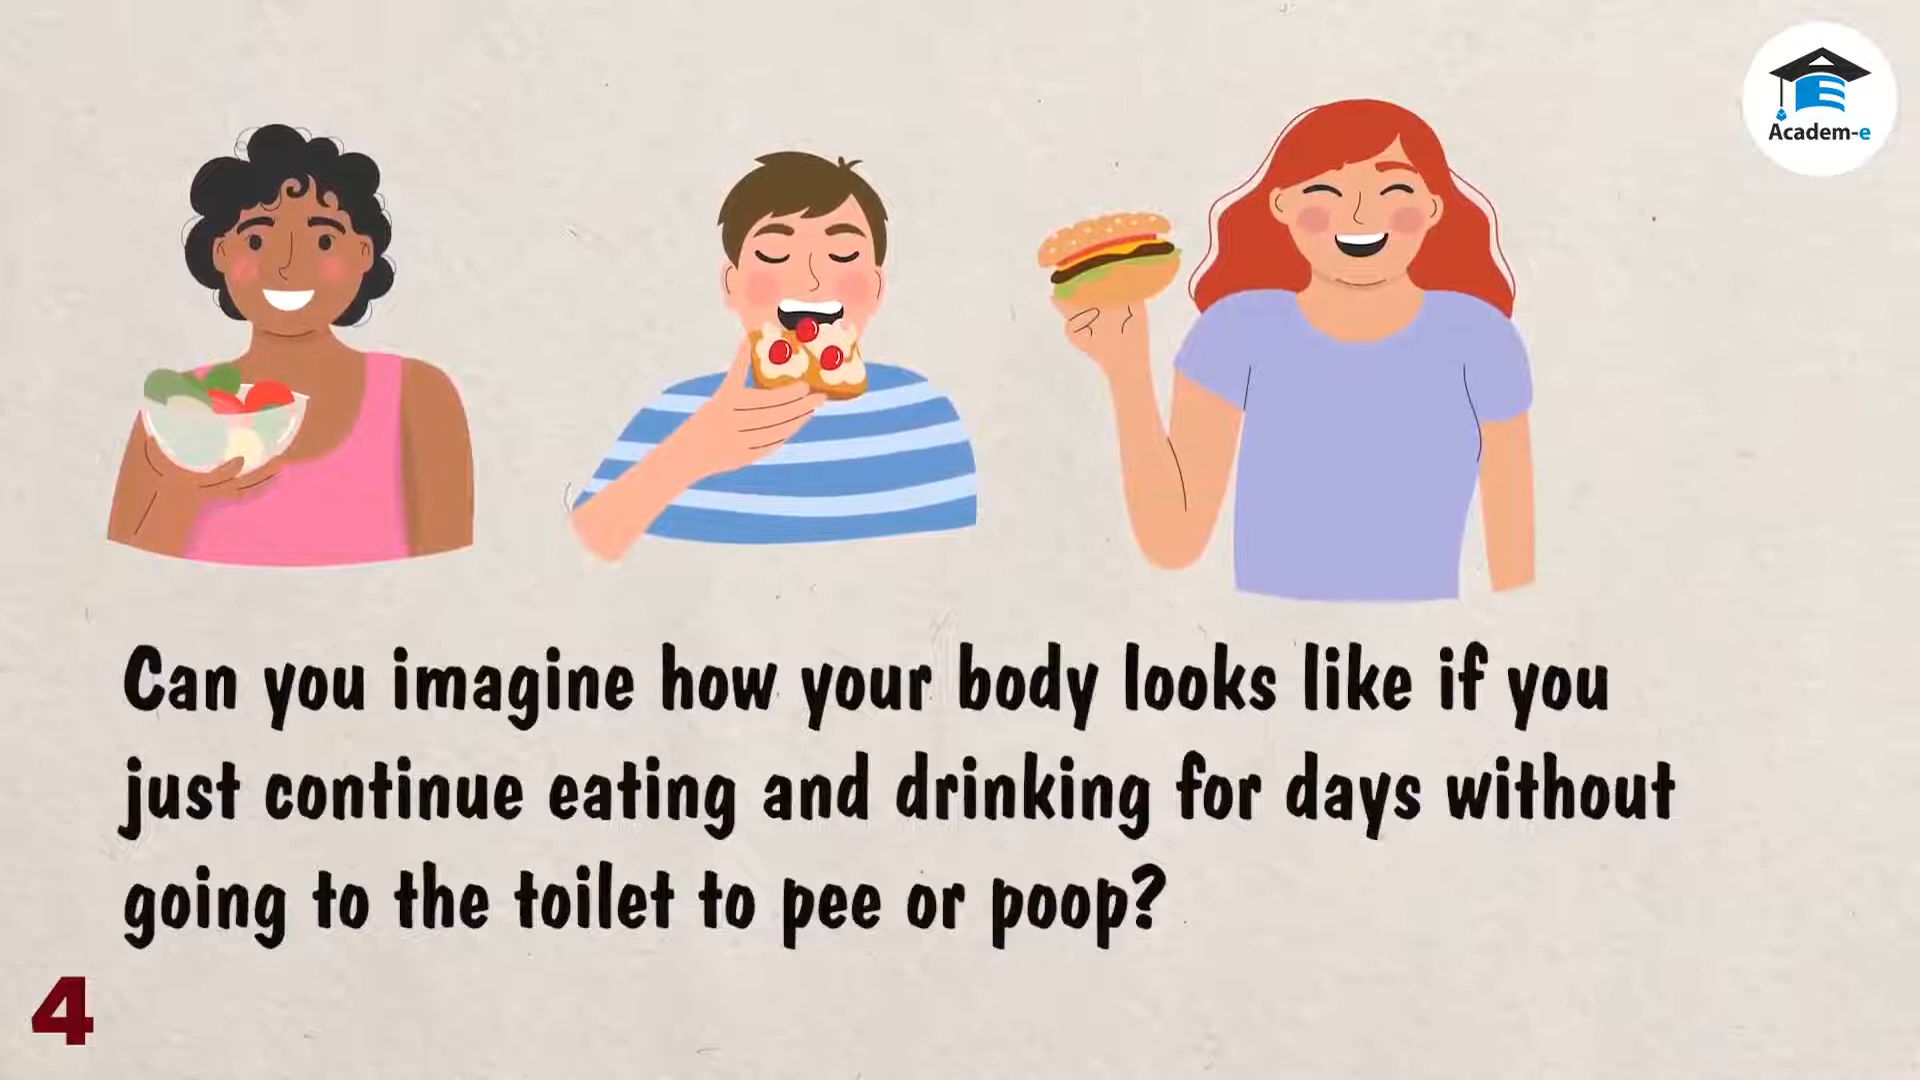 Academ-e
Can you imagine how your body looks like if you
just continue eating and drinking for days without
going to the toilet to pee or poop?
4